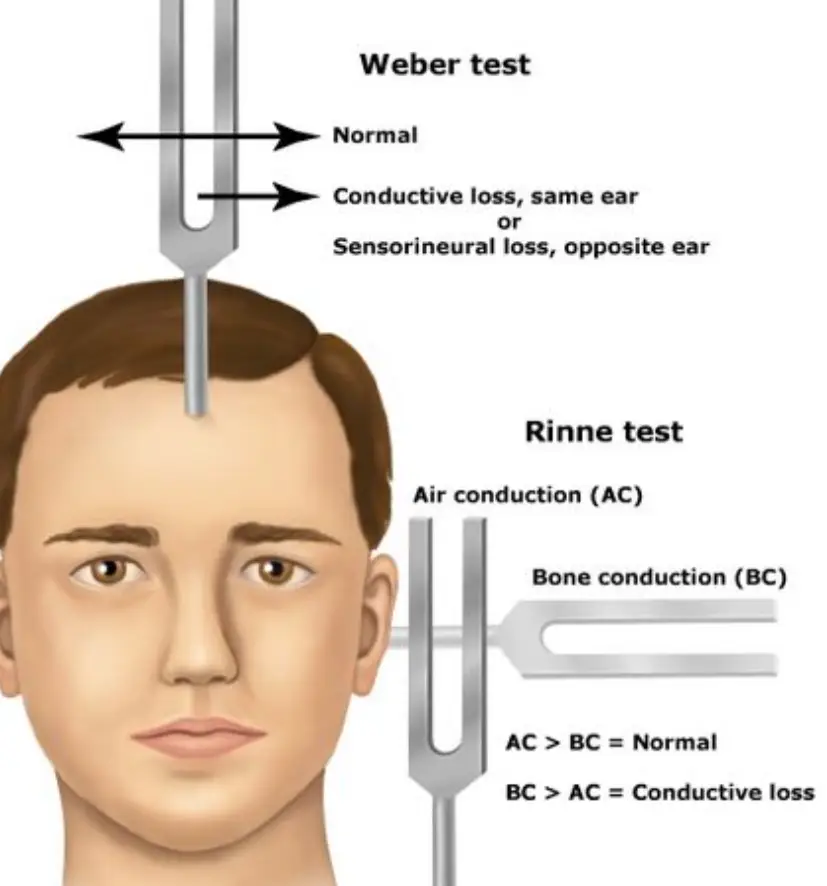 Weber test
Normal
Conductive loss, same ear
or
Sensorineural loss, opposite ear
Rinne test
Air conduction (AC)
Bone conduction (BC)
AC > BC = Normal
BC > AC = Conductive loss